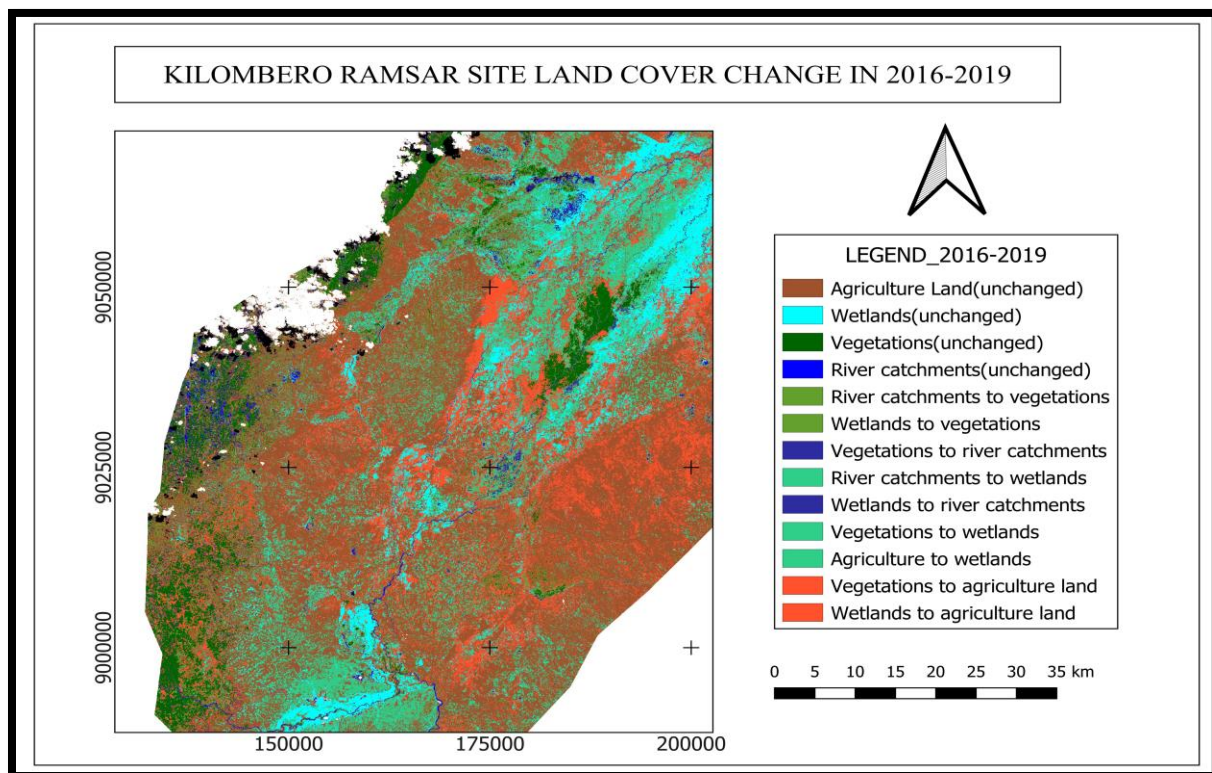 KILOMBERO RAMSAR SITE LAND COVER CHANGE IN 2016-2019
9050000
9025000
9000000
150000
175000
200000
LEGEND_2016-2019
Agriculture Land(unchanged)
Wetlands(unchanged)
Vegetations(unchanged)
River catchments(unchanged)
River catchments to vegetations
Wetlands to vegetations
Vegetations to river catchments
River catchments to wetlands
Wetlands to river catchments
Vegetations to wetlands
Agriculture to wetlands
Vegetations to agriculture land
Wetlands to agriculture land
0 5 10 15 20 25 30 35 km